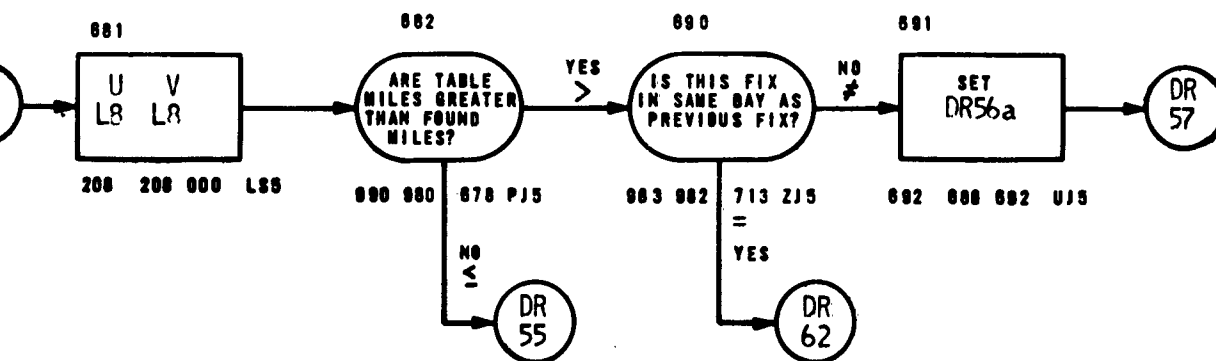 681
U V
L8 L8
208 208 000 LS5
682
ARE TABLE
MILES GREATER
THAN FOUND
MILES?
990 980 678 PJ5
YES
>
NO
≤
DR
55
690
IS THIS FIX
IN SAME BAY AS
PREVIOUS FIX?
983 982 713 ZJ5
=
YES
DR
62
NO
≠
691
SET
DR56a
692 688 682 UJ5
DR
57